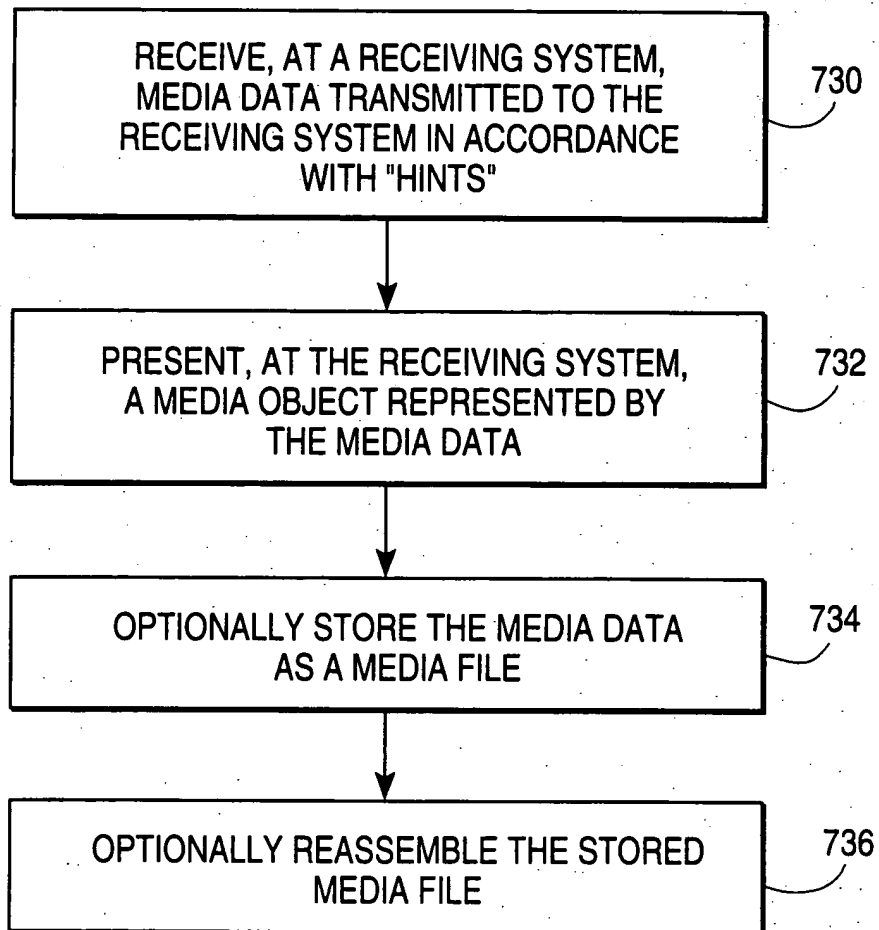 RECEIVE, AT A RECEIVING SYSTEM,
MEDIA DATA TRANSMITTED TO THE
RECEIVING SYSTEM IN ACCORDANCE
WITH "HINTS"
730
PRESENT, AT THE RECEIVING SYSTEM,
A MEDIA OBJECT REPRESENTED BY
THE MEDIA DATA
732
OPTIONALLY STORE THE MEDIA DATA
AS A MEDIA FILE
734
OPTIONALLY REASSEMBLE THE STORED
MEDIA FILE
736